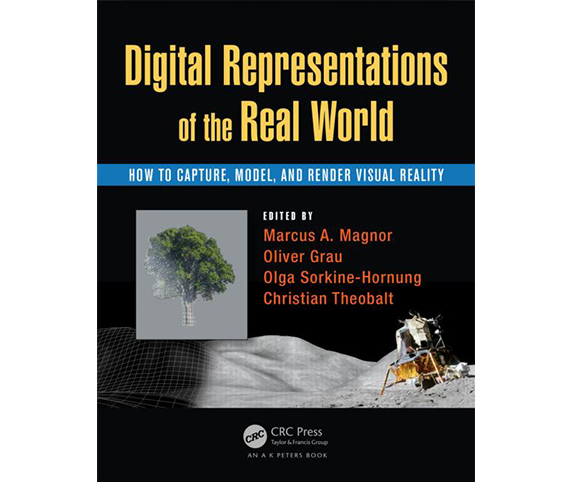 Digital Representations
of the Real World
HOW TO CAPTURE, MODEL, AND RENDER VISUAL REALITY
EDITED BY
Marcus A. Magnor
Oliver Grau
Olga Sorkine-Hornung
Christian Theobalt
CRC CRC Press
Taylor & Francis Group
AN A K PETERS BOOK